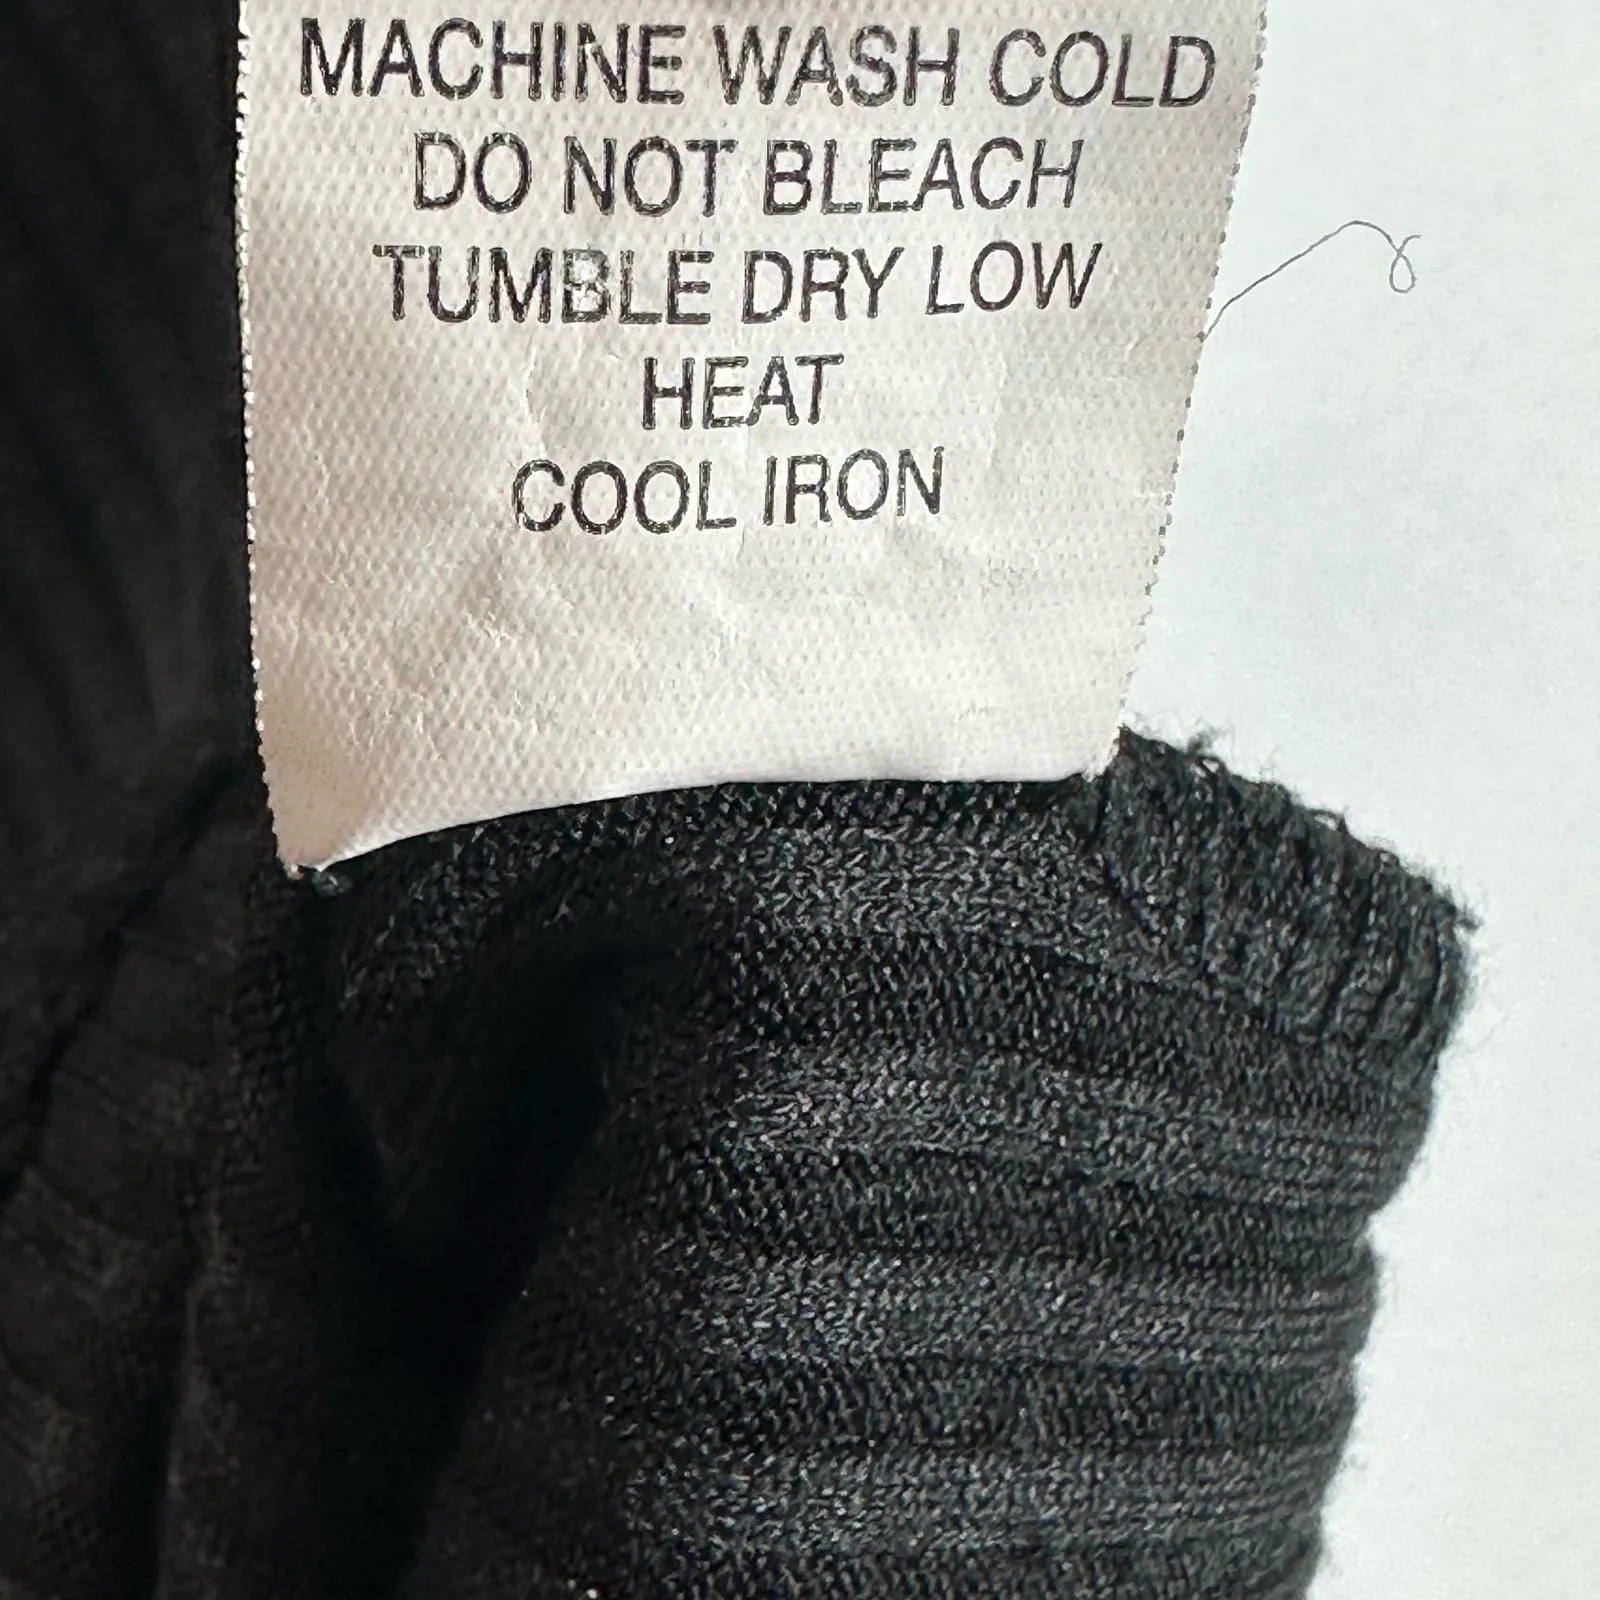 MACHINE WASH COLD
DO NOT BLEACH
TUMBLE DRY LOW
HEAT
COOL IRON